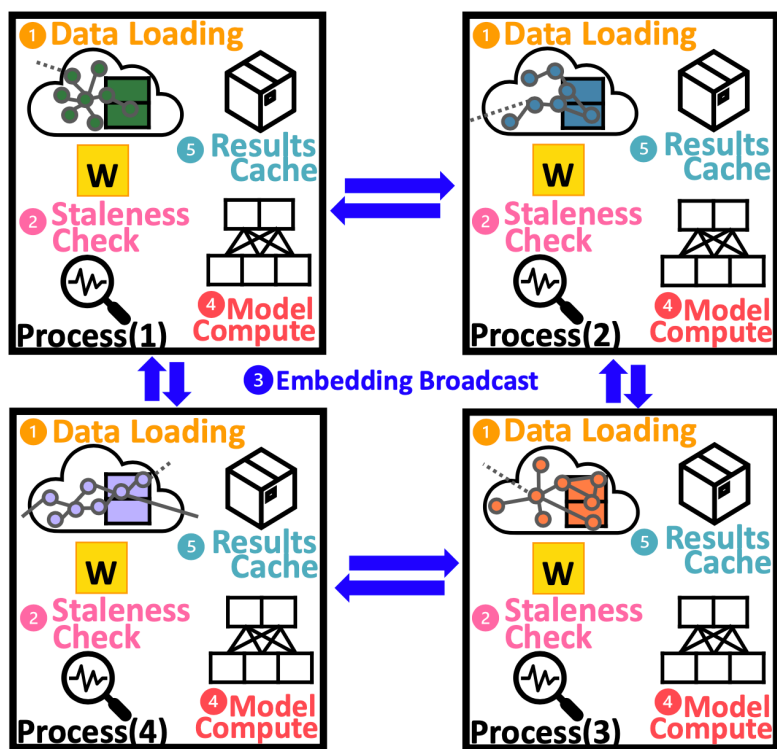 1 Data Loading
5 Results
Cache
W
2 Staleness
Check
4 Model
Compute
Process(1)
1 Data Loading
5 Results
Cache
W
2 Staleness
Check
4 Model
Compute
Process(2)
3 Embedding Broadcast
1 Data Loading
5 Results
Cache
W
2 Staleness
Check
4 Model
Compute
Process(4)
1 Data Loading
5 Results
Cache
W
2 Staleness
Check
4 Model
Compute
Process(3)